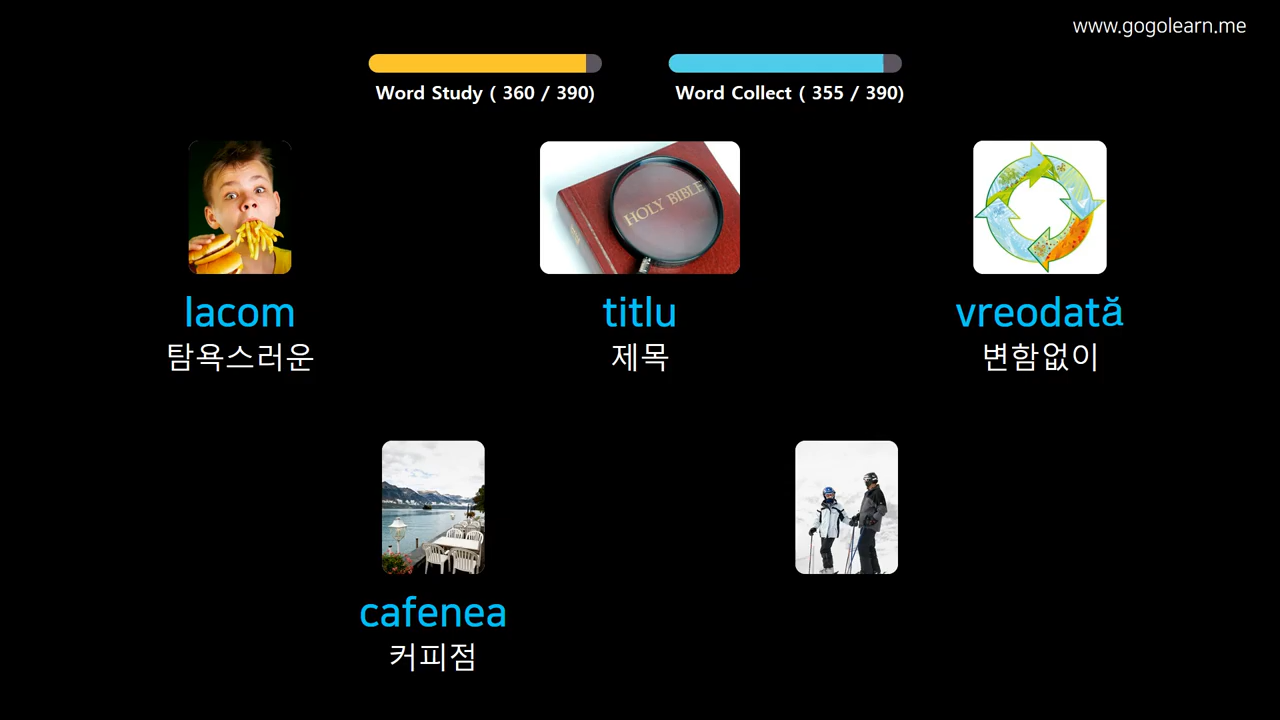 www.gogolearn.me
Word Study ( 360 / 390)
Word Collect ( 355 / 390)
HOLY BIBLE
lacom
탐욕스러운
titlu
제목
vreodată
변함없이
cafenea
커피점